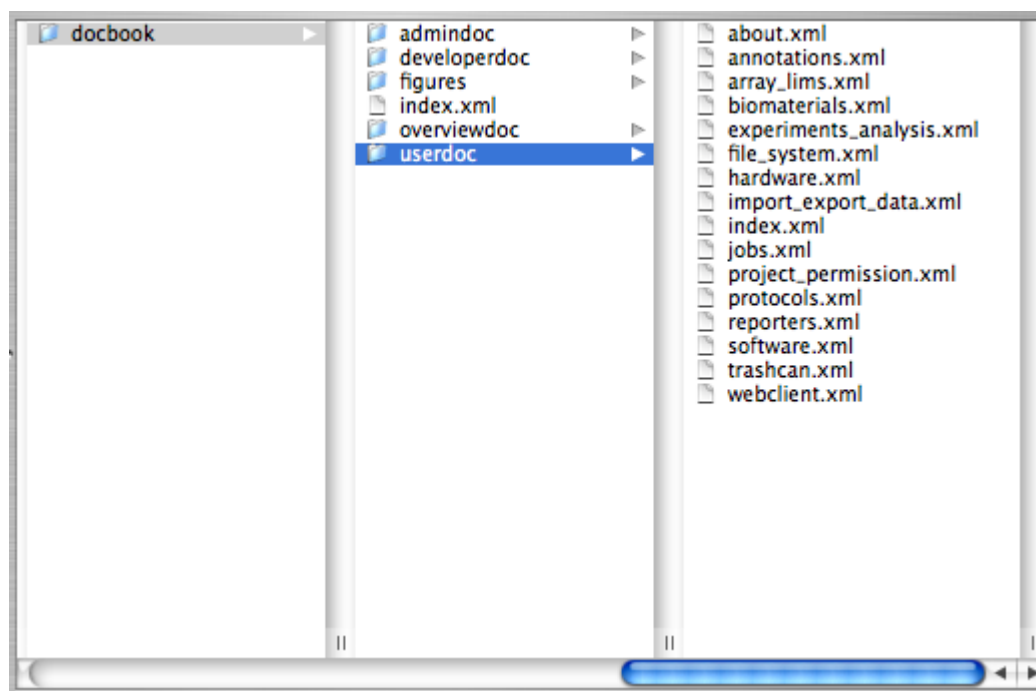 docbook
admindoc
developerdoc
figures
index.xml
overviewdoc
userdoc
about.xml
annotations.xml
array_lims.xml
biomaterials.xml
experiments_analysis.xml
file_system.xml
hardware.xml
import_export_data.xml
index.xml
jobs.xml
project_permission.xml
protocols.xml
reporters.xml
software.xml
trashcan.xml
webclient.xml